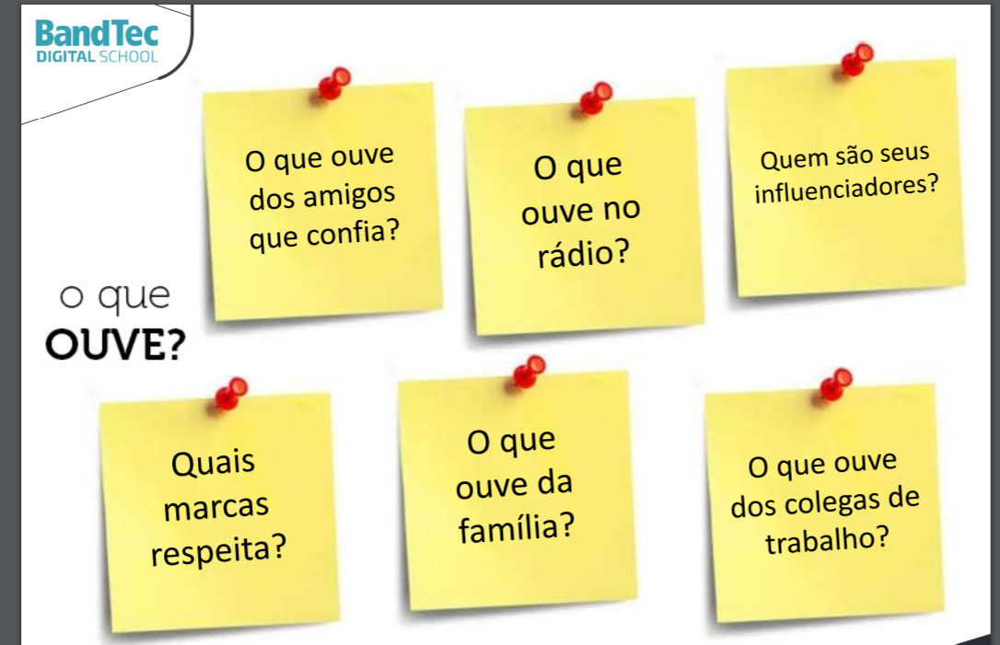 BandTec
DIGITAL SCHOOL
O que ouve
dos amigos
que confia?
O que
ouve no
rádio?
Quem são seus
influenciadores?
o que
OUVE?
Quais
marcas
respeita?
O que
ouve da
família?
O que ouve
dos colegas de
trabalho?